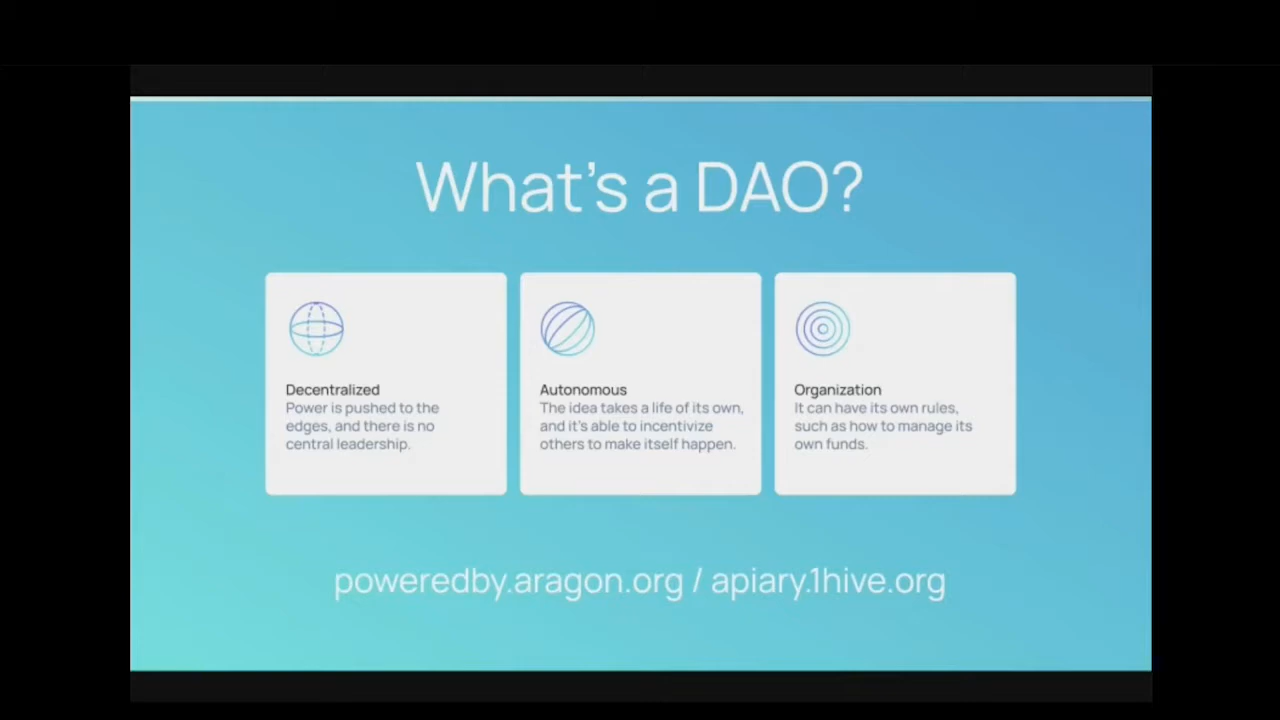 What's a DAO?
Decentralized
Power is pushed to the
edges, and there is no
central leadership.
Autonomous
The idea takes a life of its own,
and it's able to incentivize
others to make itself happen.
Organization
It can have its own rules,
such as how to manage its
own funds.
poweredby.aragon.org / apiary.1hive.org